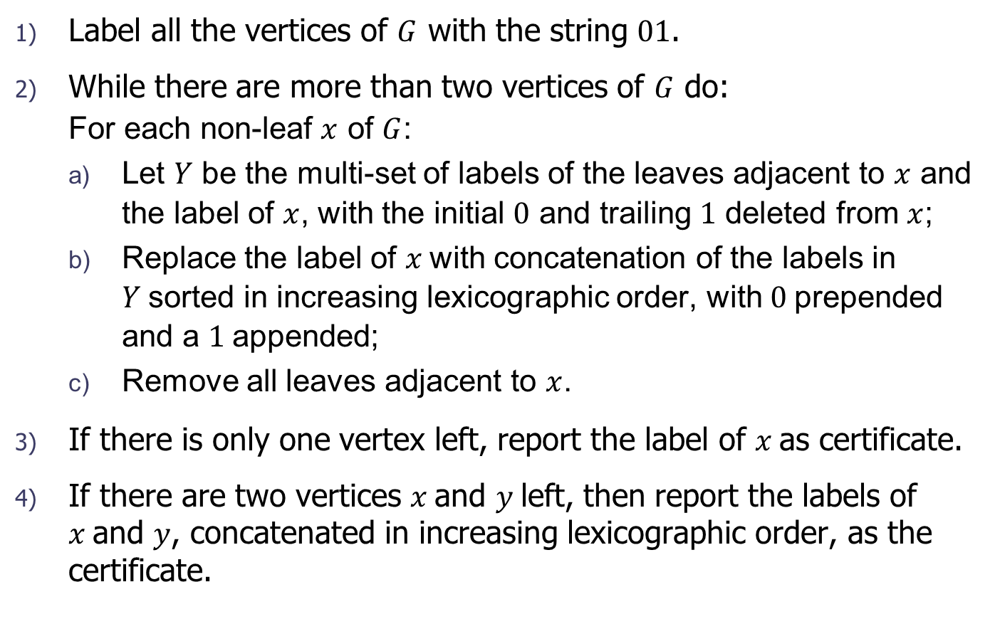 1) Label all the vertices of G with the string 01.
2) While there are more than two vertices of G do:
For each non-leaf x of G:
a) Let Y be the multi-set of labels of the leaves adjacent to x and
the label of x, with the initial 0 and trailing 1 deleted from x;
b) Replace the label of x with concatenation of the labels in
Y sorted in increasing lexicographic order, with 0 prepended
and a 1 appended;
c) Remove all leaves adjacent to x.
3) If there is only one vertex left, report the label of x as certificate.
4) If there are two vertices x and y left, then report the labels of
x and y, concatenated in increasing lexicographic order, as the
certificate.